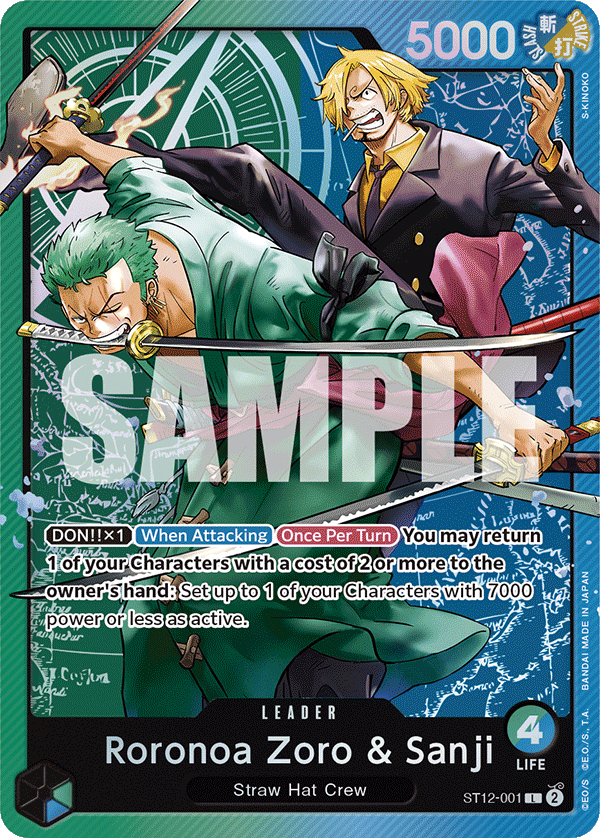 5000
斬
打
SLASH
STRIKE
S-KINOKO
SAMPLE
DON!!×1 When Attacking Once Per Turn You may return
1 of your Characters with a cost of 2 or more to the
owner's hand: Set up to 1 of your Characters with 7000
power or less as active.
LEADER
Roronoa Zoro & Sanji
4
LIFE
Straw Hat Crew
ST12-001 L 2
©E.O./S, T.A. BANDAI MADE IN JAPAN
©EO/S